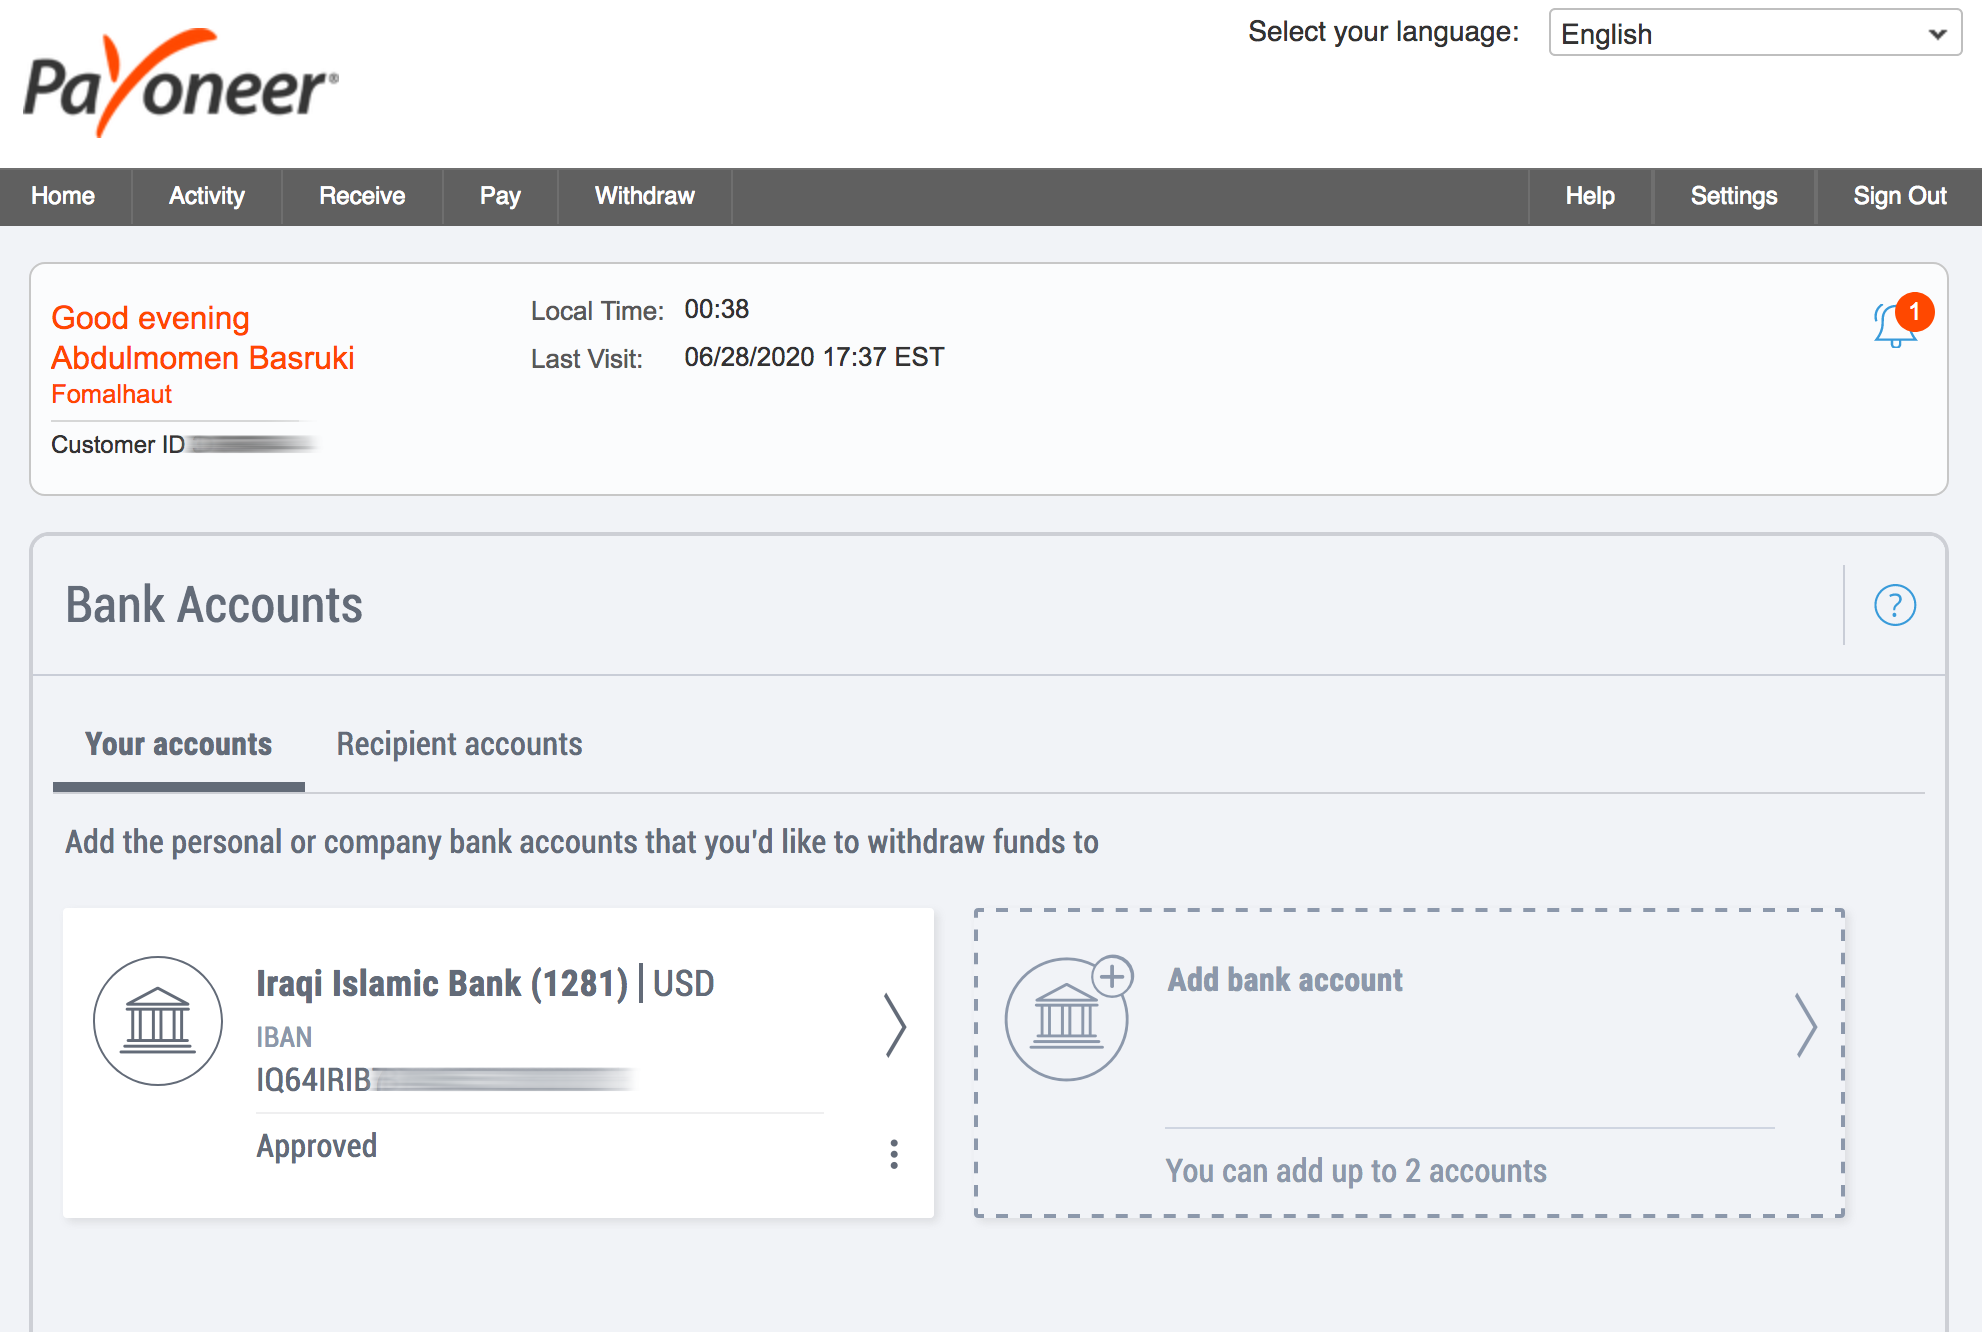 Select your language: English
Payoneer®
Home Activity Receive Pay Withdraw Help Settings Sign Out
Good evening
Abdulmomen Basruki
Fomalhaut
Customer ID
Local Time: 00:38
Last Visit: 06/28/2020 17:37 EST
1
Bank Accounts
?
Your accounts Recipient accounts
Add the personal or company bank accounts that you'd like to withdraw funds to
Iraqi Islamic Bank (1281) | USD
IBAN
IQ64IRIB
Approved
Add bank account
You can add up to 2 accounts